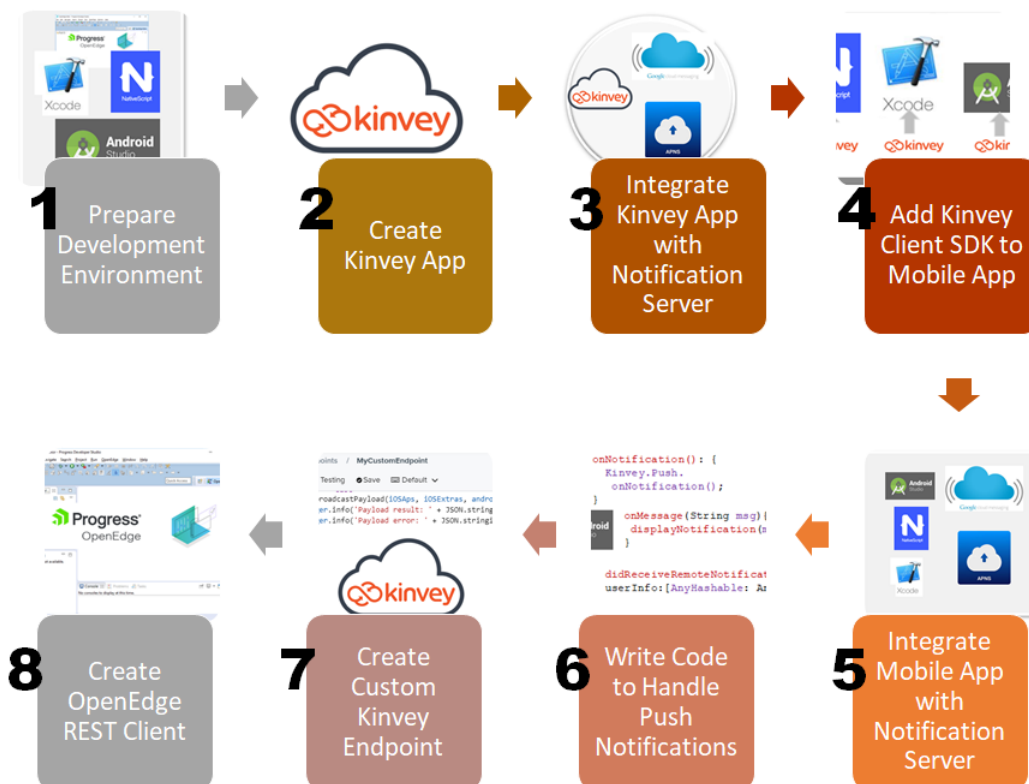 Progress
OpenEdge
Xcode
NativeScript
Android
Studio
kinvey
Google cloud messaging
kinvey
APNS
Xcode
kinvey
1
Prepare
Development
Environment
2
Create
Kinvey App
3
Integrate
Kinvey App
with
Notification
Server
4
Add Kinvey
Client SDK to
Mobile App
Progress
OpenEdge
oints / MyCustomEndpoint
Testing Save Default
roadcastPayload(iOSAps, iOSExtras, andro
er.info('Payload result: ' + JSON.string
er.info('Payload error: ' + JSON.stringi
kinvey
onNotification(): {
Kinvey.Push.
onNotification();
}
onMessage(String msg){
displayNotification(m
}
didReceiveRemoteNotificat
userInfo:[AnyHashable: An
Android
Studio
Google cloud messaging
NativeScript
APNS
Xcode
8
Create
OpenEdge
REST Client
7
Create
Custom
Kinvey
Endpoint
6
Write Code
to Handle
Push
Notifications
5
Integrate
Mobile App
with
Notification
Server